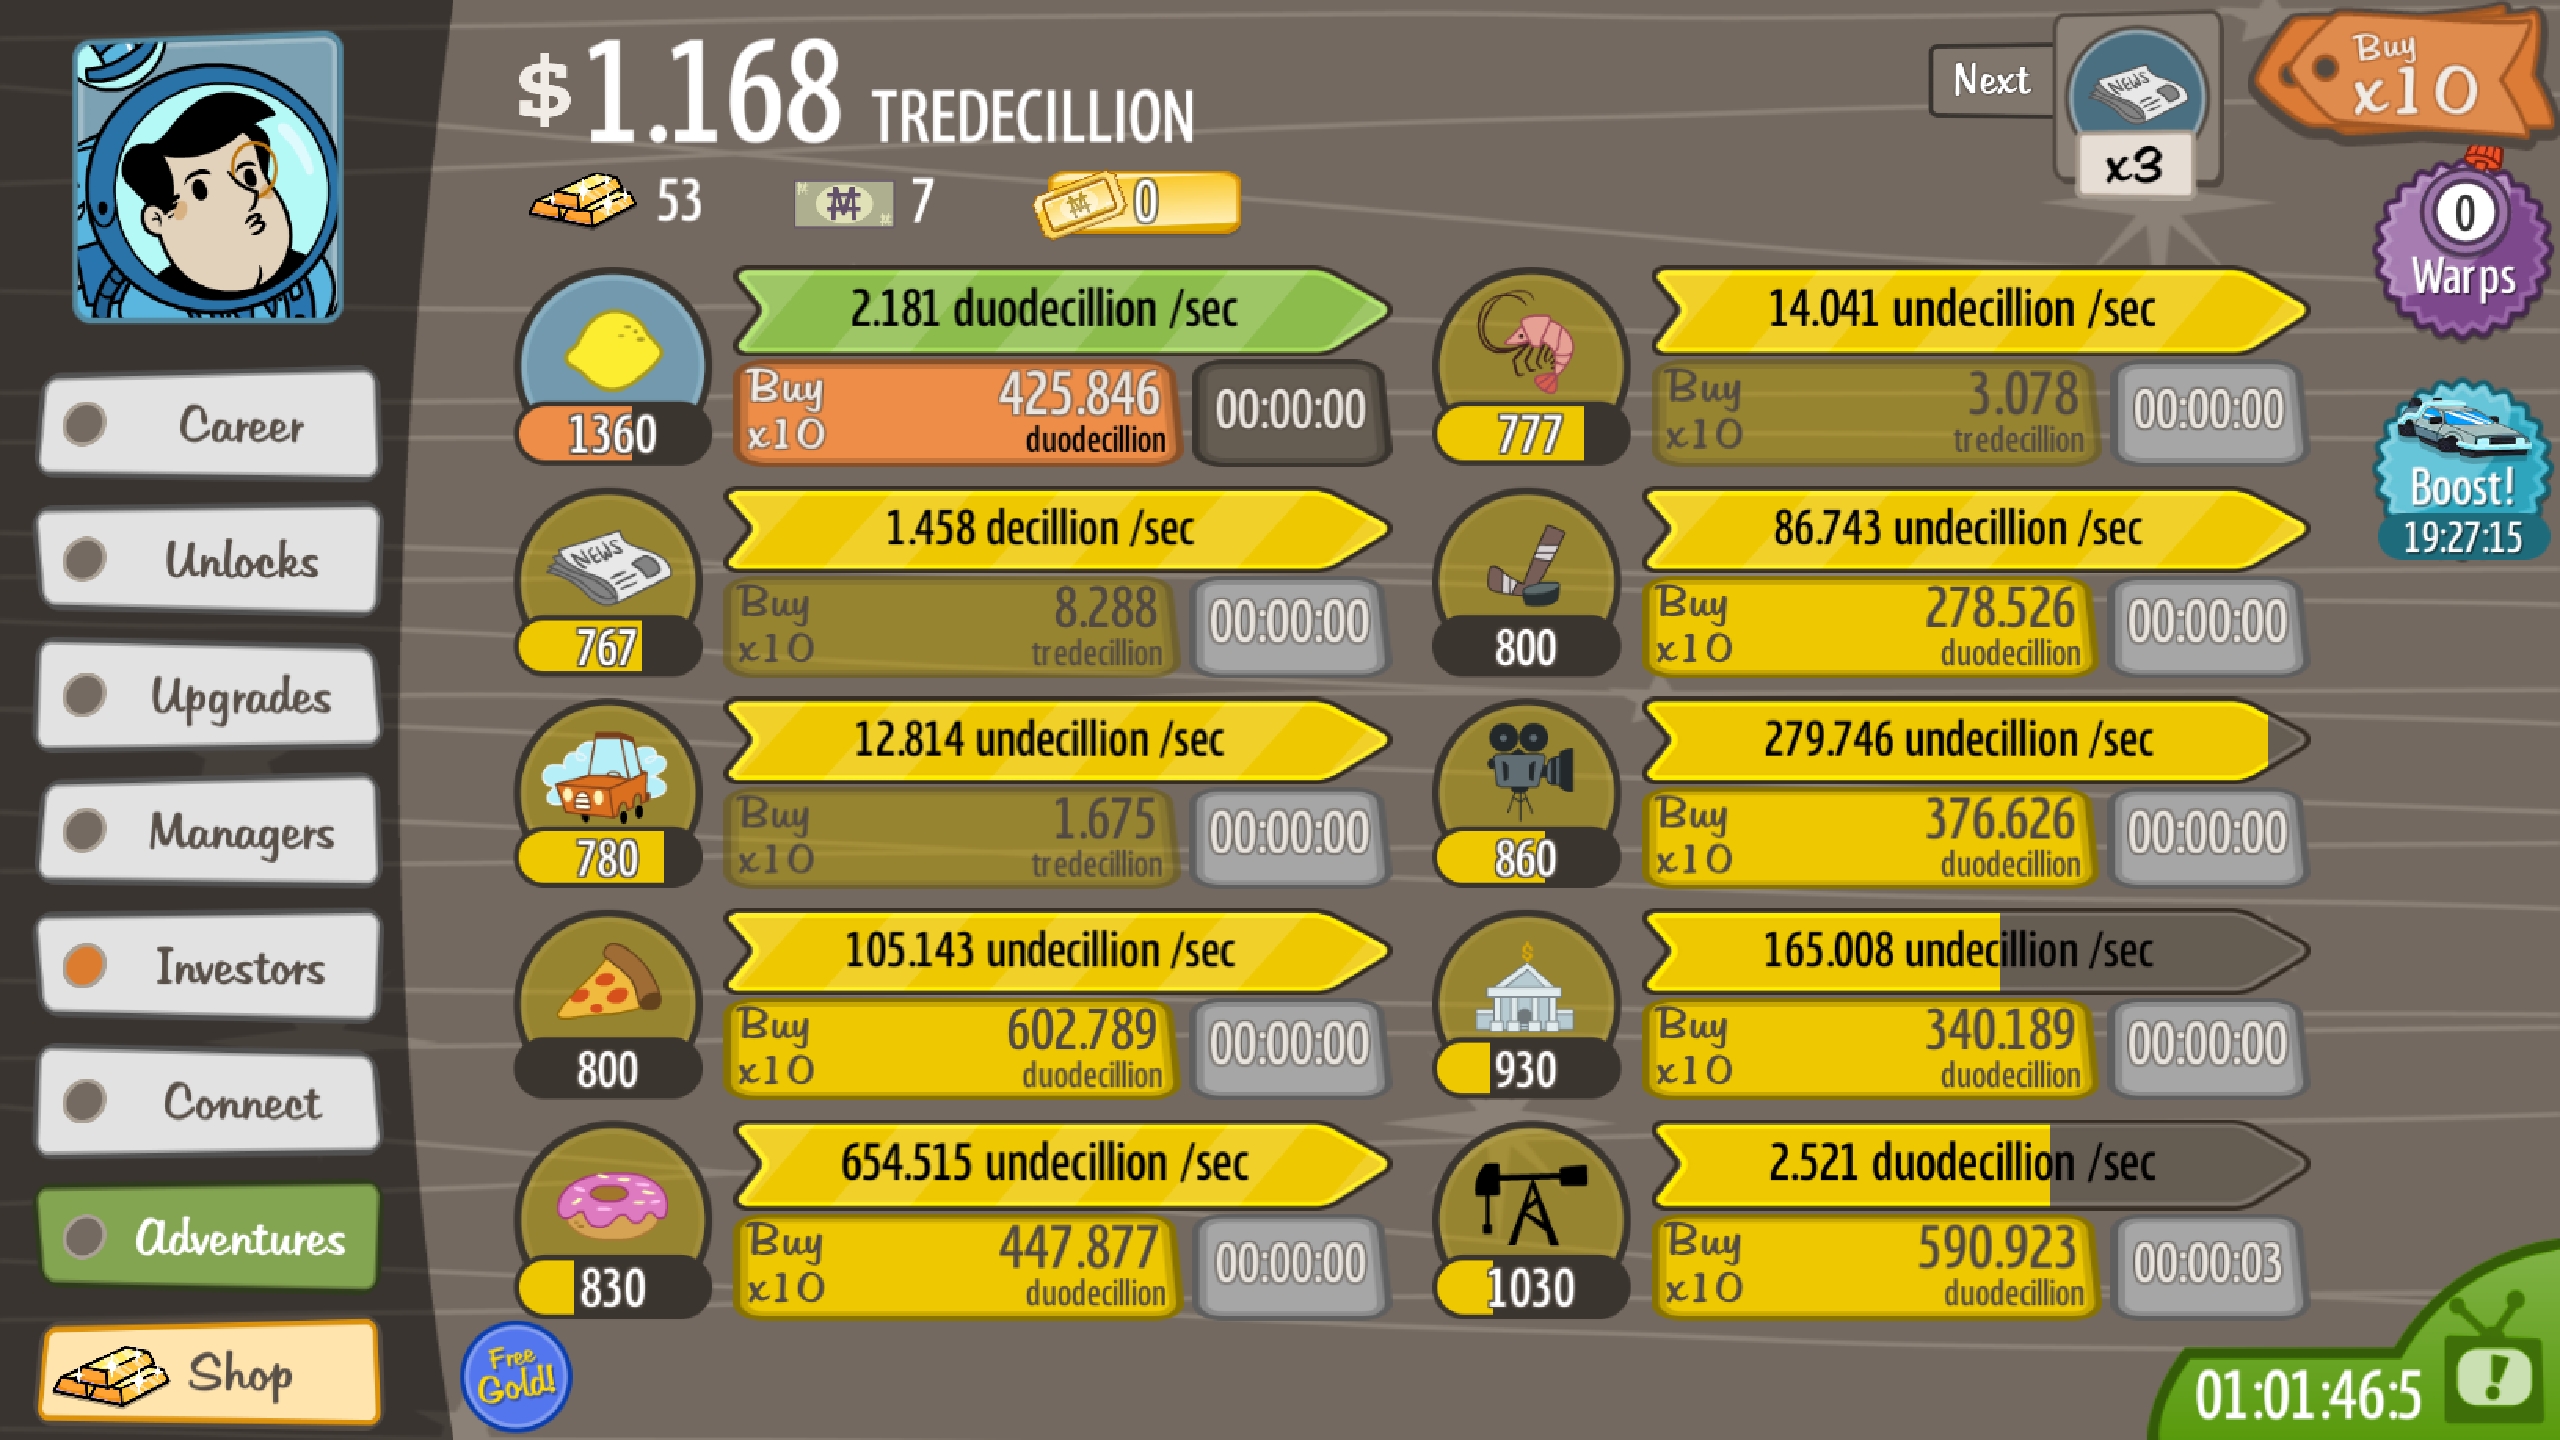 $1.168 TREDECILLION
53
7
0
Next
NEWS
x3
Buy
x10
0
Warps
Boost!
19:27:15
Career
Unlocks
Upgrades
Managers
Investors
Connect
Adventures
Shop
2.181 duodecillion /sec
1360
Buy
x10
425.846
duodecillion
00:00:00
14.041 undecillion /sec
777
Buy
x10
3.078
tredecillion
00:00:00
1.458 decillion /sec
NEWS
767
Buy
x10
8.288
tredecillion
00:00:00
86.743 undecillion /sec
800
Buy
x10
278.526
duodecillion
00:00:00
12.814 undecillion /sec
780
Buy
x10
1.675
tredecillion
00:00:00
279.746 undecillion /sec
860
Buy
x10
376.626
duodecillion
00:00:00
105.143 undecillion /sec
800
Buy
x10
602.789
duodecillion
00:00:00
165.008 undecillion /sec
930
Buy
x10
340.189
duodecillion
00:00:00
654.515 undecillion /sec
830
Buy
x10
447.877
duodecillion
00:00:00
2.521 duodecillion /sec
1030
Buy
x10
590.923
duodecillion
00:00:03
Free
Gold!
01:01:46:5
!